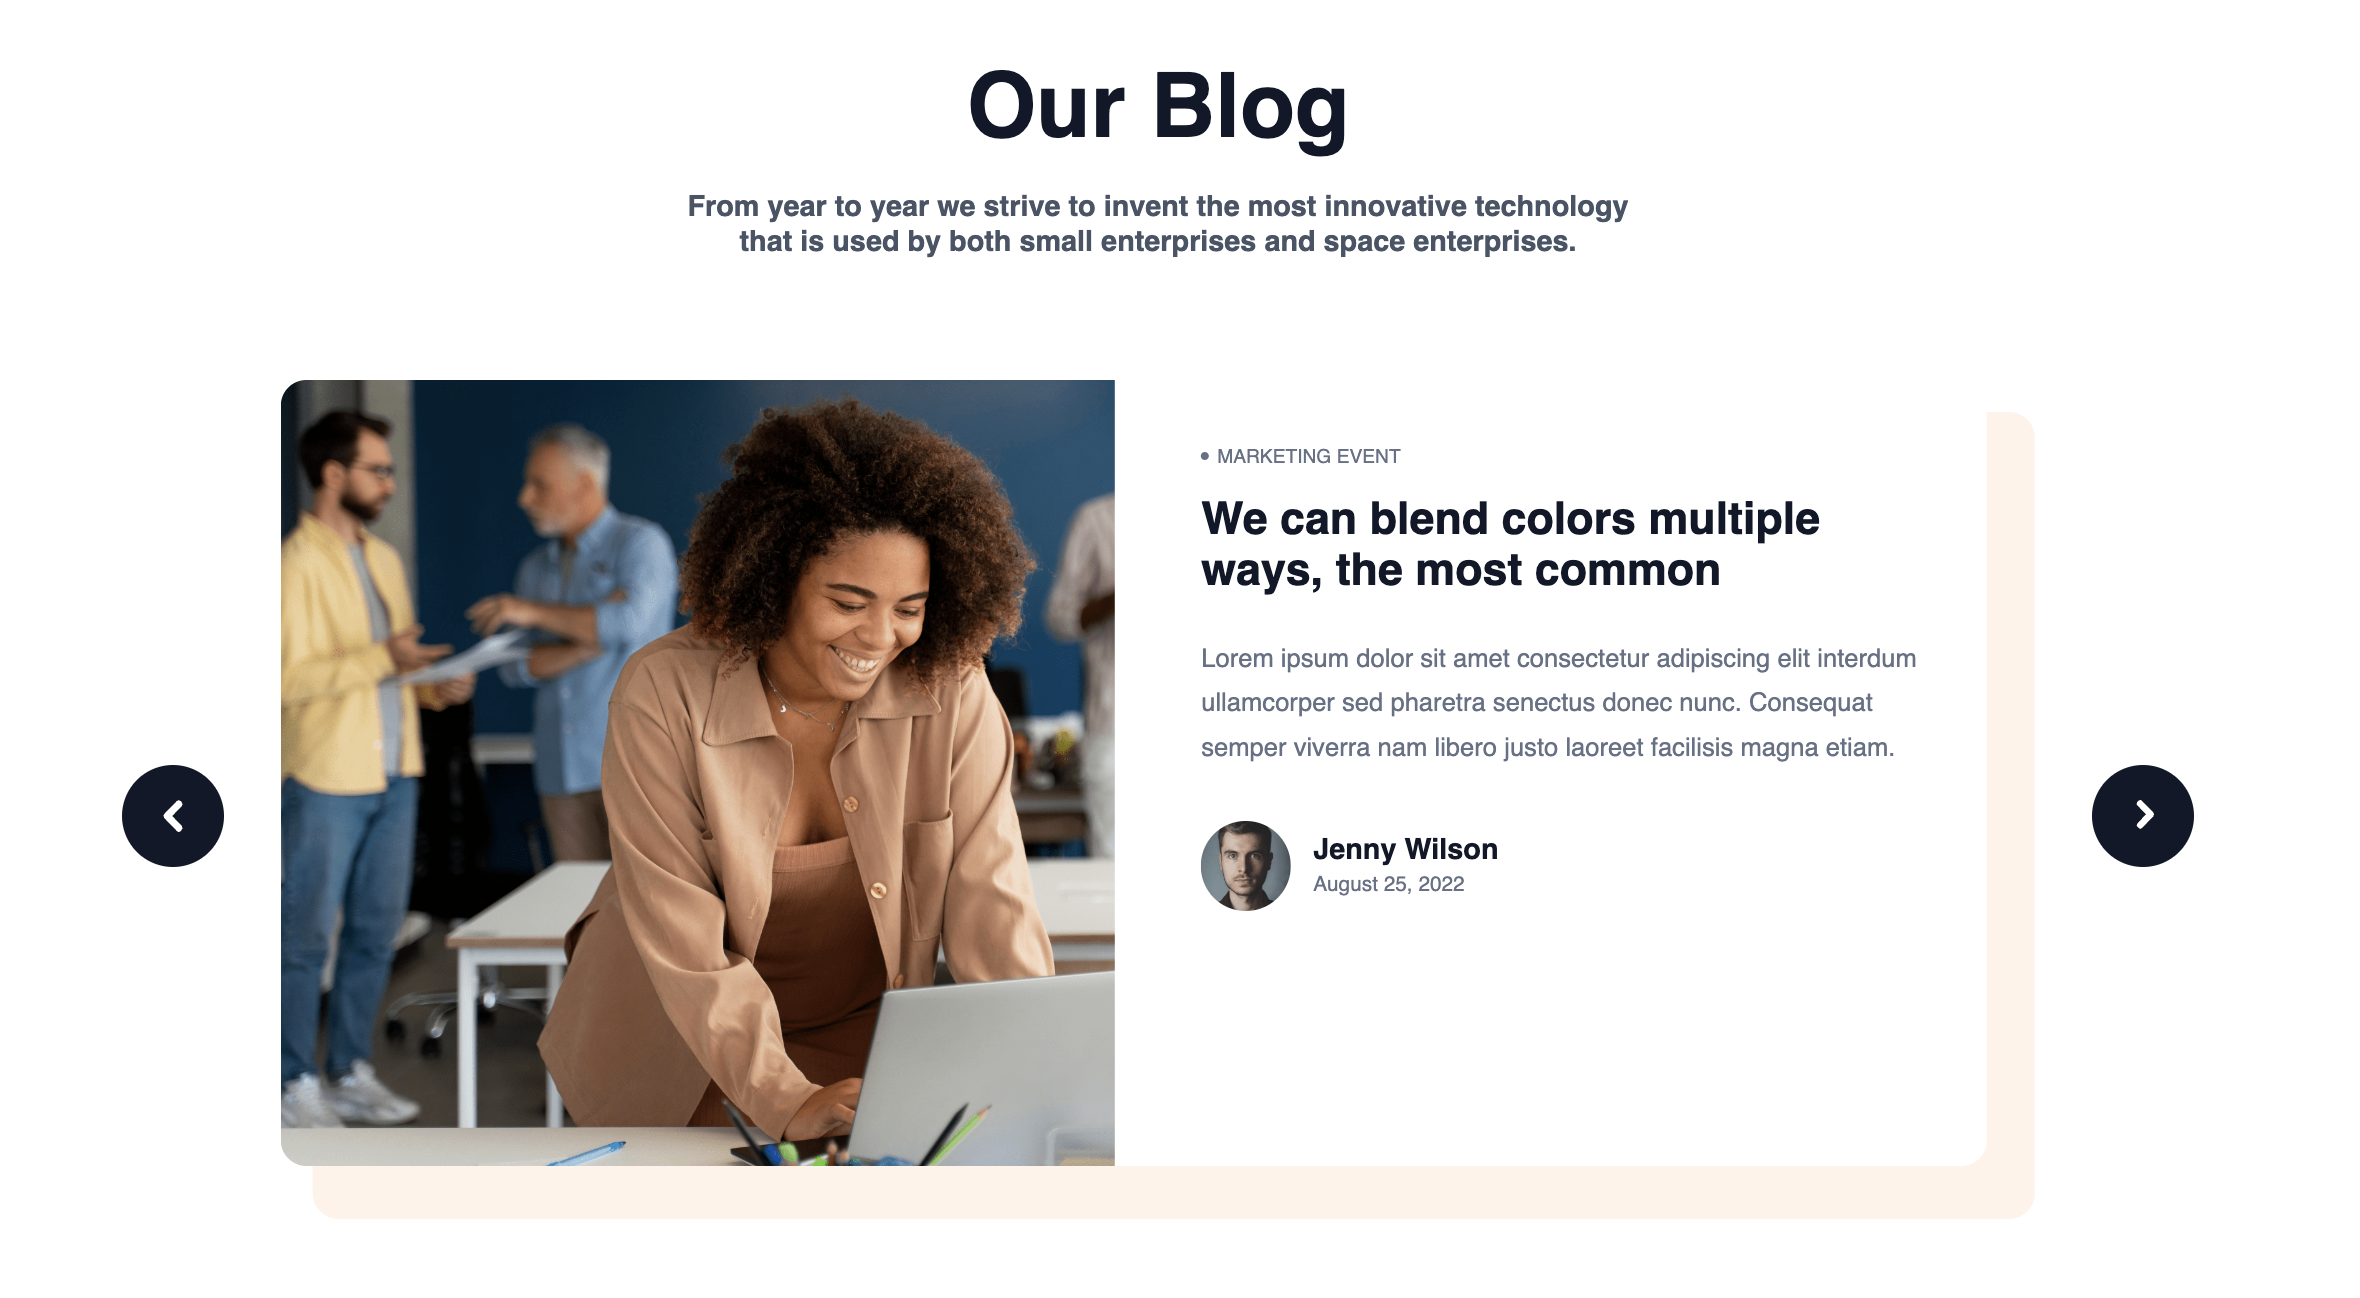 Our Blog
From year to year we strive to invent the most innovative technology
that is used by both small enterprises and space enterprises.
• MARKETING EVENT
We can blend colors multiple
ways, the most common
Lorem ipsum dolor sit amet consectetur adipiscing elit interdum
ullamcorper sed pharetra senectus donec nunc. Consequat
semper viverra nam libero justo laoreet facilisis magna etiam.
Jenny Wilson
August 25, 2022